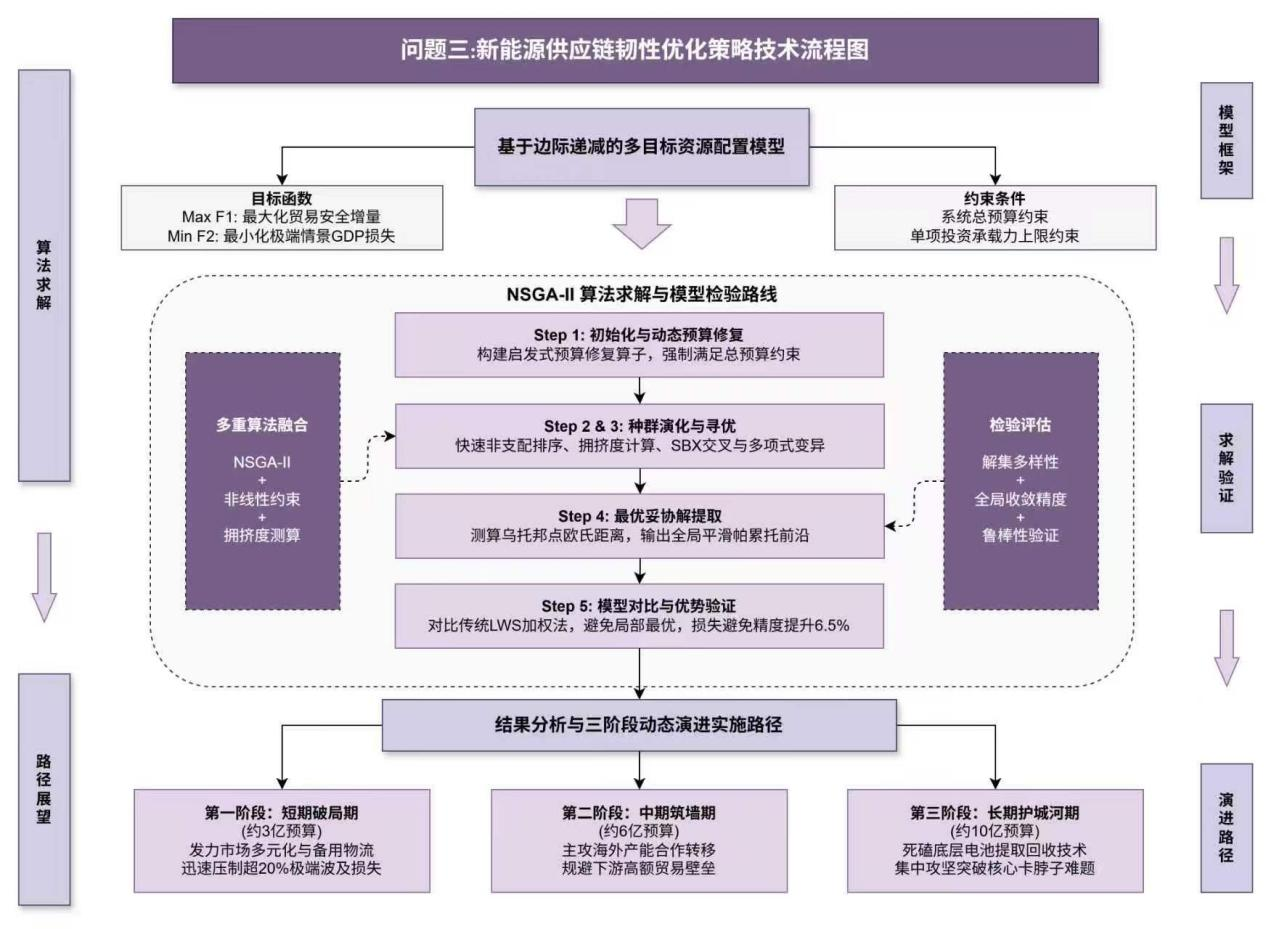 问题三:新能源供应链韧性优化策略技术流程图
算法求解
路径展望
模型框架
求解验证
演进路径
基于边际递减的多目标资源配置模型
目标函数
Max F1: 最大化贸易安全增量
Min F2: 最小化极端情景GDP损失
约束条件
系统总预算约束
单项投资承载力上限约束
NSGA-II 算法求解与模型检验路线
多重算法融合
NSGA-II
+
非线性约束
+
拥挤度测算
Step 1: 初始化与动态预算修复
构建启发式预算修复算子，强制满足总预算约束
Step 2 & 3: 种群演化与寻优
快速非支配排序、拥挤度计算、SBX交叉与多项式变异
Step 4: 最优妥协解提取
测算乌托邦点欧氏距离，输出全局平滑帕累托前沿
Step 5: 模型对比与优势验证
对比传统LWS加权法，避免局部最优，损失避免精度提升6.5%
检验评估
解集多样性
+
全局收敛精度
+
鲁棒性验证
结果分析与三阶段动态演进实施路径
第一阶段：短期破局期
(约3亿预算)
发力市场多元化与备用物流
迅速压制超20%极端波及损失
第二阶段：中期筑墙期
(约6亿预算)
主攻海外产能合作转移
规避下游高额贸易壁垒
第三阶段：长期护城河期
(约10亿预算)
死磕底层电池提取回收技术
集中攻坚突破核心卡脖子难题